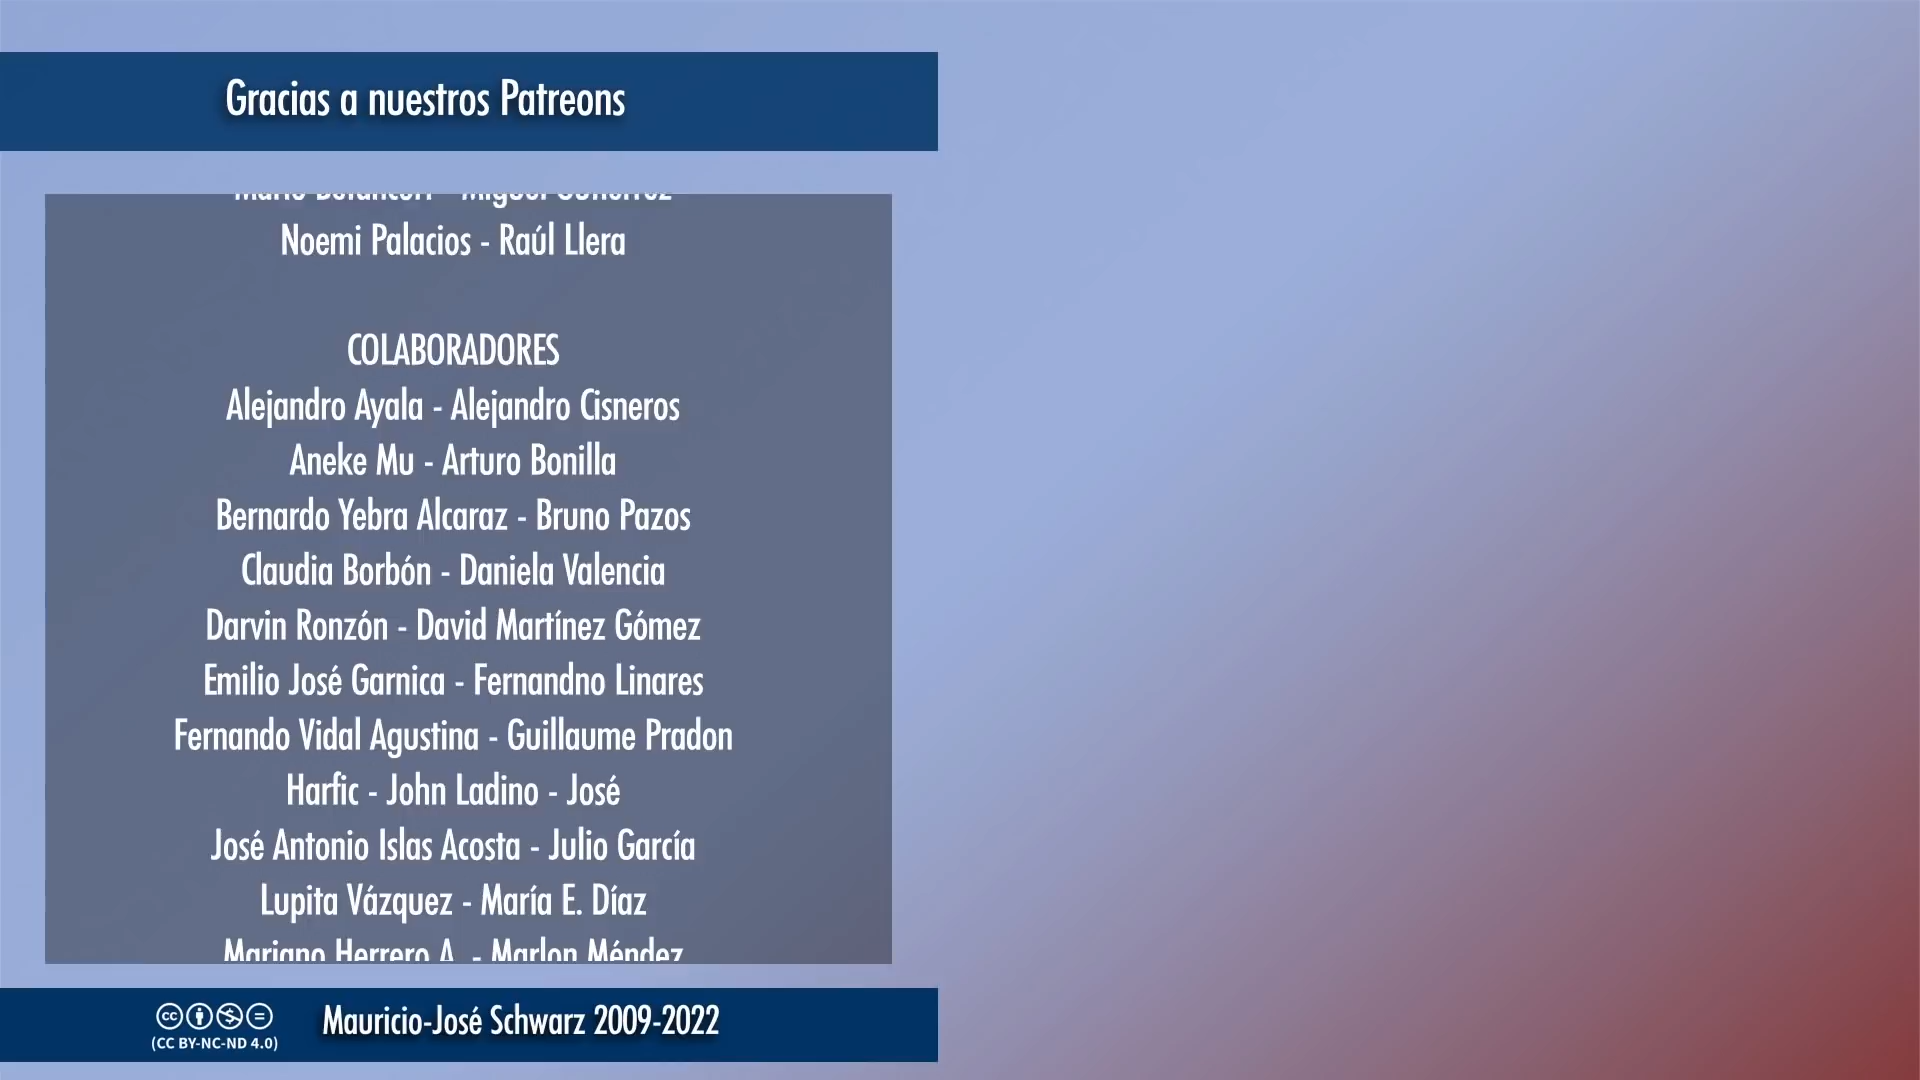 Gracias a nuestros Patreons
Noemi Palacios - Raúl Llera
COLABORADORES
Alejandro Ayala - Alejandro Cisneros
Aneke Mu - Arturo Bonilla
Bernardo Yebra Alcaraz - Bruno Pazos
Claudia Borbón - Daniela Valencia
Darvin Ronzón - David Martínez Gómez
Emilio José Garnica - Fernandno Linares
Fernando Vidal Agustina - Guillaume Pradon
Harfic - John Ladino - José
José Antonio Islas Acosta - Julio García
Lupita Vázquez - María E. Díaz
Mariano Herrero A. - Marlon Méndez
(CC BY-NC-ND 4.0)
Mauricio-José Schwarz 2009-2022